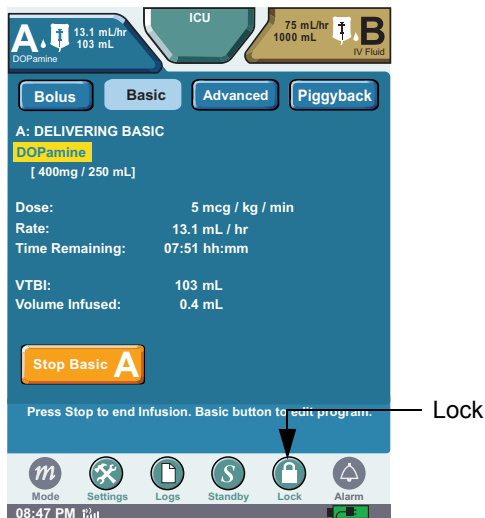 A 13.1 mL/hr
103 mL
DOPamine
ICU
75 mL/hr B
1000 mL
IV Fluid
Bolus Basic Advanced Piggyback
A: DELIVERING BASIC
DOPamine
[ 400mg / 250 mL]
Dose: 5 mcg / kg / min
Rate: 13.1 mL / hr
Time Remaining: 07:51 hh:mm
VTBI: 103 mL
Volume Infused: 0.4 mL
Stop Basic A
Press Stop to end Infusion. Basic button to edit program.
Lock
m S
Mode Settings Logs Standby Lock Alarm
08:47 PM